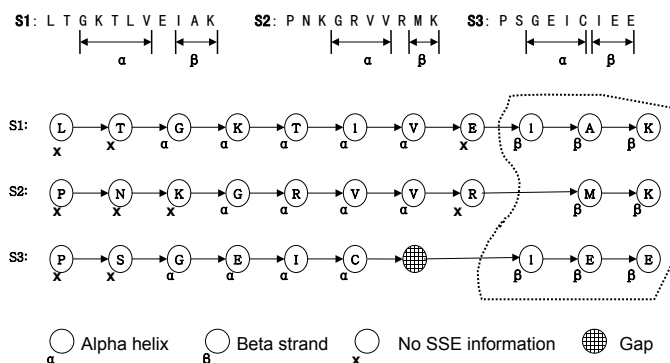 S1: L T G K T L V E I A K S2: P N K G R V V R M K S3: P S G E I C I E E
α β α β α β
S1: L T G K T l V E l A K
x x α α α α α x β β β
S2: P N K G R V V R M K
x x x α α α α x β β
S3: P S G E I C l E E
x x α α α α β β β
Alpha helix Beta strand No SSE information Gap
α β x